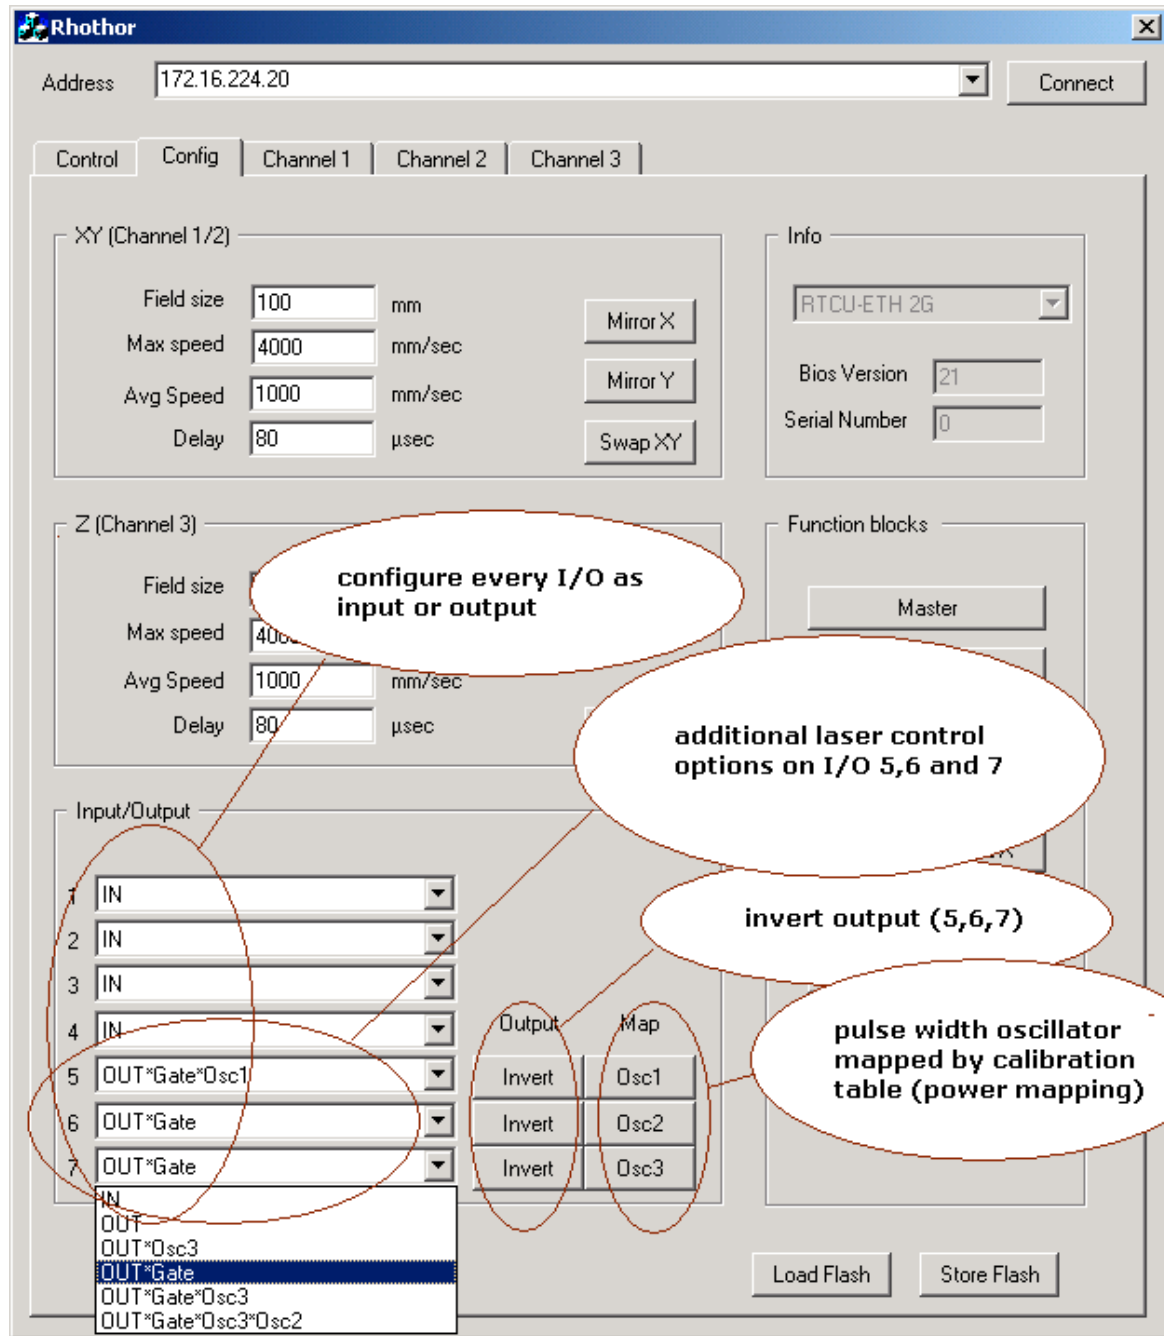 Rhothor
Address 172.16.224.20 Connect
Control Config Channel 1 Channel 2 Channel 3
XY (Channel 1/2)
Field size 100 mm
Max speed 4000 mm/sec
Avg Speed 1000 mm/sec
Delay 80 µsec
Mirror X
Mirror Y
Swap XY
Info
RTCU-ETH 2G
Bios Version 21
Serial Number 0
Z (Channel 3)
Field size
Max speed
Avg Speed 1000 mm/sec
Delay 80 µsec
Function blocks
Master
configure every I/O as
input or output
additional laser control
options on I/O 5,6 and 7
invert output (5,6,7)
pulse width oscillator
mapped by calibration
table (power mapping)
Input/Output
1 IN
2 IN
3 IN
4 IN
Output Map
5 OUT*Gate*Osc1 Invert Osc1
6 OUT*Gate Invert Osc2
7 OUT*Gate Invert Osc3
IN
OUT
OUT*Osc3
OUT*Gate
OUT*Gate*Osc3
OUT*Gate*Osc3*Osc2
Load Flash Store Flash